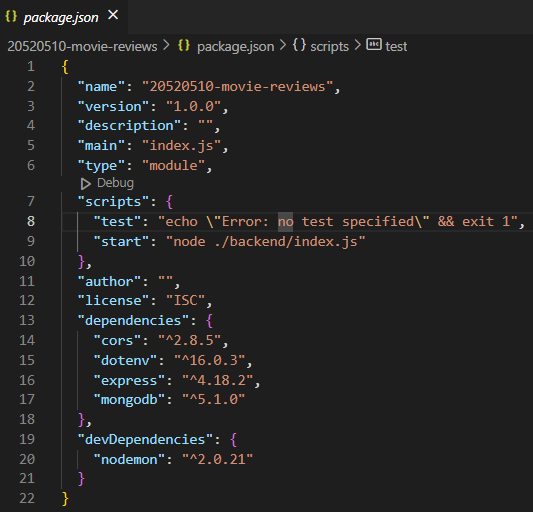 {} package.json ×
20520510-movie-reviews > {} package.json > {} scripts > abc test
1 {
2 "name": "20520510-movie-reviews",
3 "version": "1.0.0",
4 "description": "",
5 "main": "index.js",
6 "type": "module",
Debug
7 "scripts": {
8 "test": "echo \"Error: no test specified\" && exit 1",
9 "start": "node ./backend/index.js"
10 },
11 "author": "",
12 "license": "ISC",
13 "dependencies": {
14 "cors": "^2.8.5",
15 "dotenv": "^16.0.3",
16 "express": "^4.18.2",
17 "mongodb": "^5.1.0"
18 },
19 "devDependencies": {
20 "nodemon": "^2.0.21"
21 }
22 }